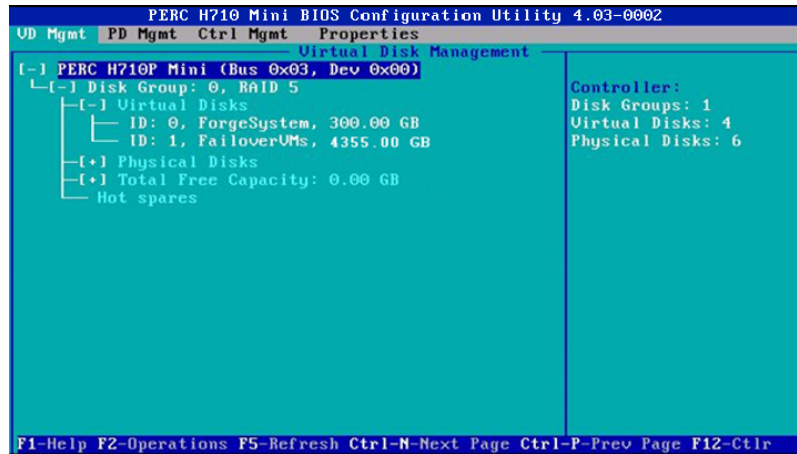 PERC H710 Mini BIOS Configuration Utility 4.03-0002
VD Mgmt PD Mgmt Ctrl Mgmt Properties
Virtual Disk Management
[-] PERC H710P Mini (Bus 0x03, Dev 0x00)
[-] Disk Group: 0, RAID 5
[-] Virtual Disks
ID: 0, ForgeSystem, 300.00 GB
ID: 1, FailoverVMs, 4355.00 GB
[+] Physical Disks
[+] Total Free Capacity: 0.00 GB
Hot spares
Controller:
Disk Groups: 1
Virtual Disks: 4
Physical Disks: 6
F1-Help F2-Operations F5-Refresh Ctrl-N-Next Page Ctrl-P-Prev Page F12-Ctlr